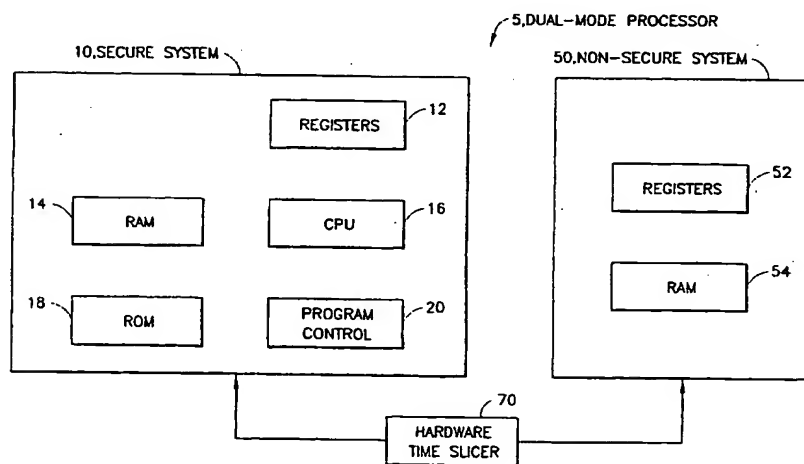 5,DUAL-MODE PROCESSOR
10,SECURE SYSTEM
50,NON-SECURE SYSTEM
12
REGISTERS
52
REGISTERS
14
RAM
16
CPU
54
RAM
18
ROM
20
PROGRAM
CONTROL
70
HARDWARE
TIME SLICER